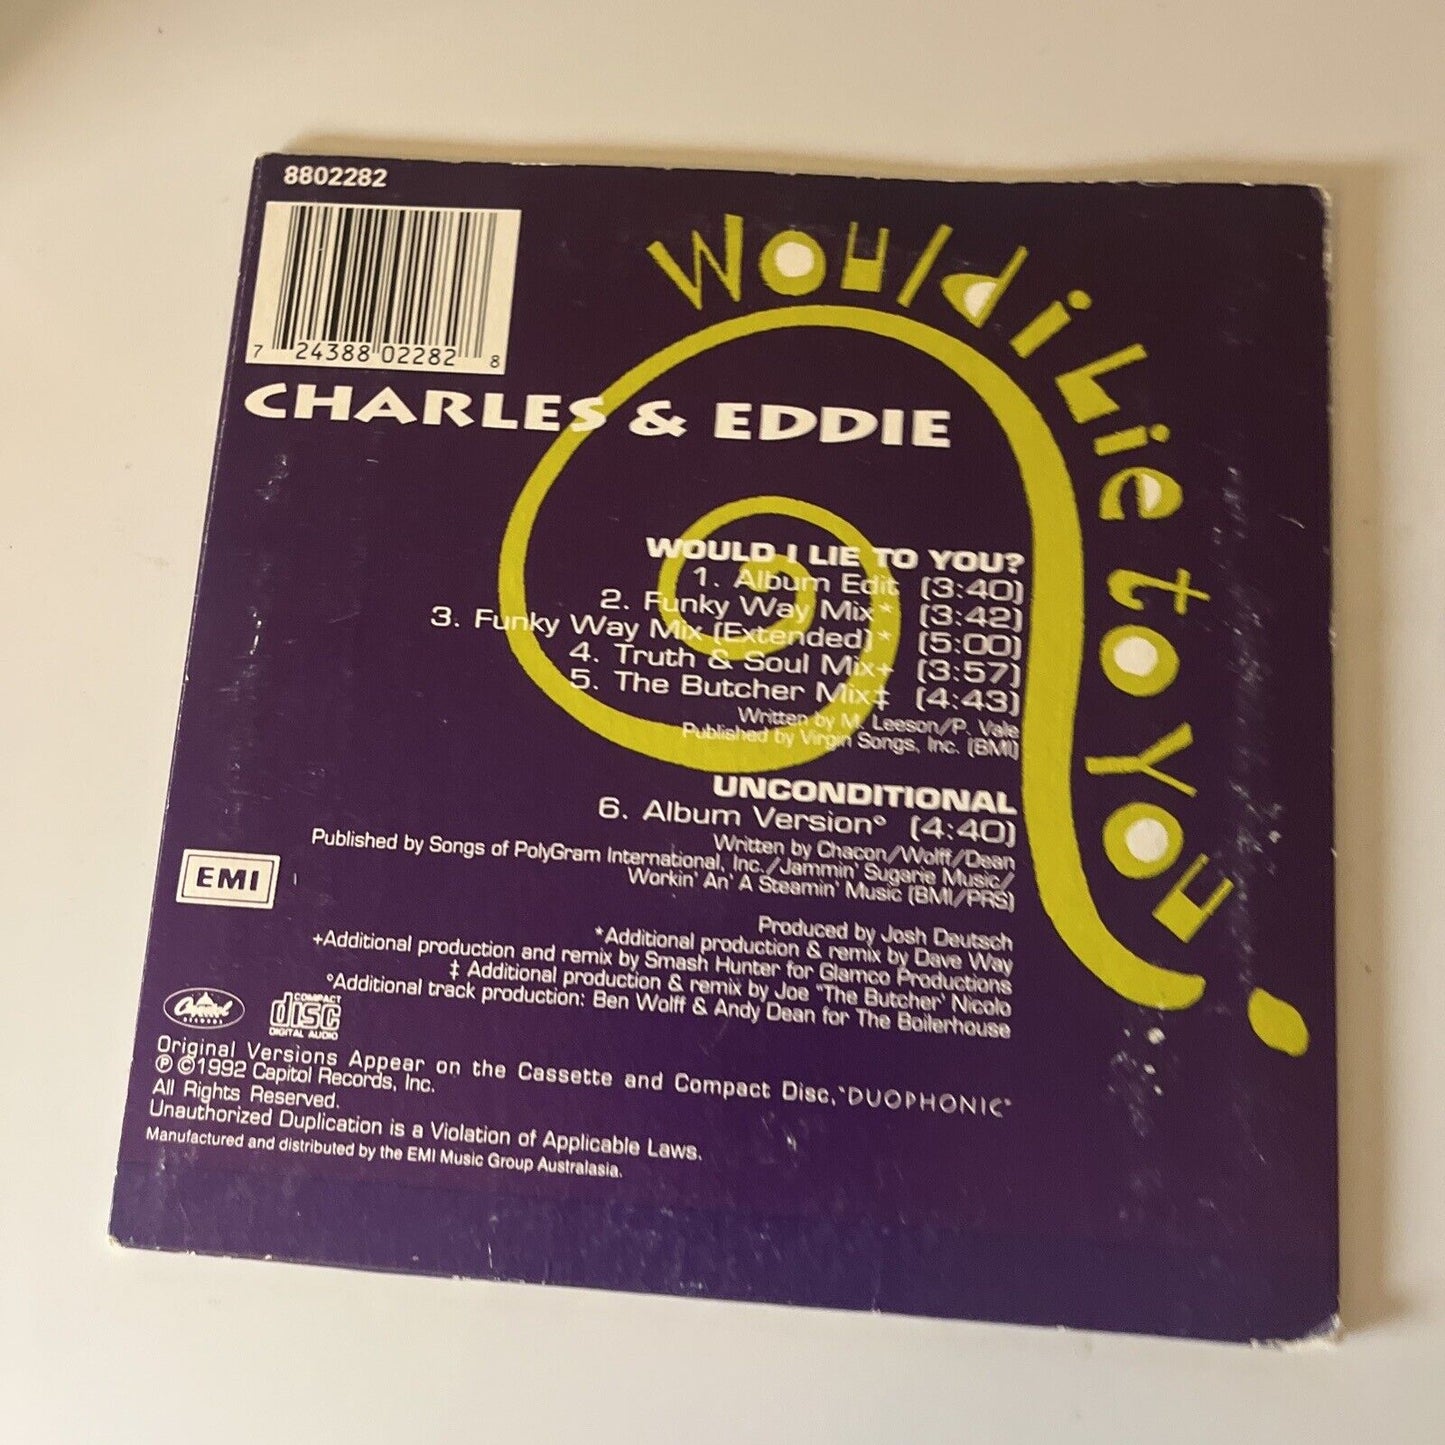 8802282
7 24388 02282 8
Would i Lie to You
CHARLES & EDDIE
WOULD I LIE TO YOU?
1. Album Edit (3:40)
2. Funky Way Mix* (3:42)
3. Funky Way Mix (Extended)* (5:00)
4. Truth & Soul Mix+ (3:57)
5. The Butcher Mix‡ (4:43)
Written by M. Leeson/P. Vale
Published by Virgin Songs, Inc. (BMI)
UNCONDITIONAL
6. Album Version° (4:40)
Written by Chacon/Wolff/Dean
Published by Songs of PolyGram International, Inc./Jammin' Sugarie Music/
Workin' An' A Steamin' Music (BMI/PRS)
EMI
Produced by Josh Deutsch
*Additional production & remix by Dave Way
+Additional production and remix by Smash Hunter for Glamco Productions
‡ Additional production & remix by Joe "The Butcher' Nicolo
°Additional track production: Ben Wolff & Andy Dean for The Boilerhouse
Capitol
RECORDS
COMPACT
disc
DIGITAL AUDIO
Original Versions Appear on the Cassette and Compact Disc, "DUOPHONIC"
℗ ©1992 Capitol Records, Inc.
All Rights Reserved.
Unauthorized Duplication is a Violation of Applicable Laws.
Manufactured and distributed by the EMI Music Group Australasia.